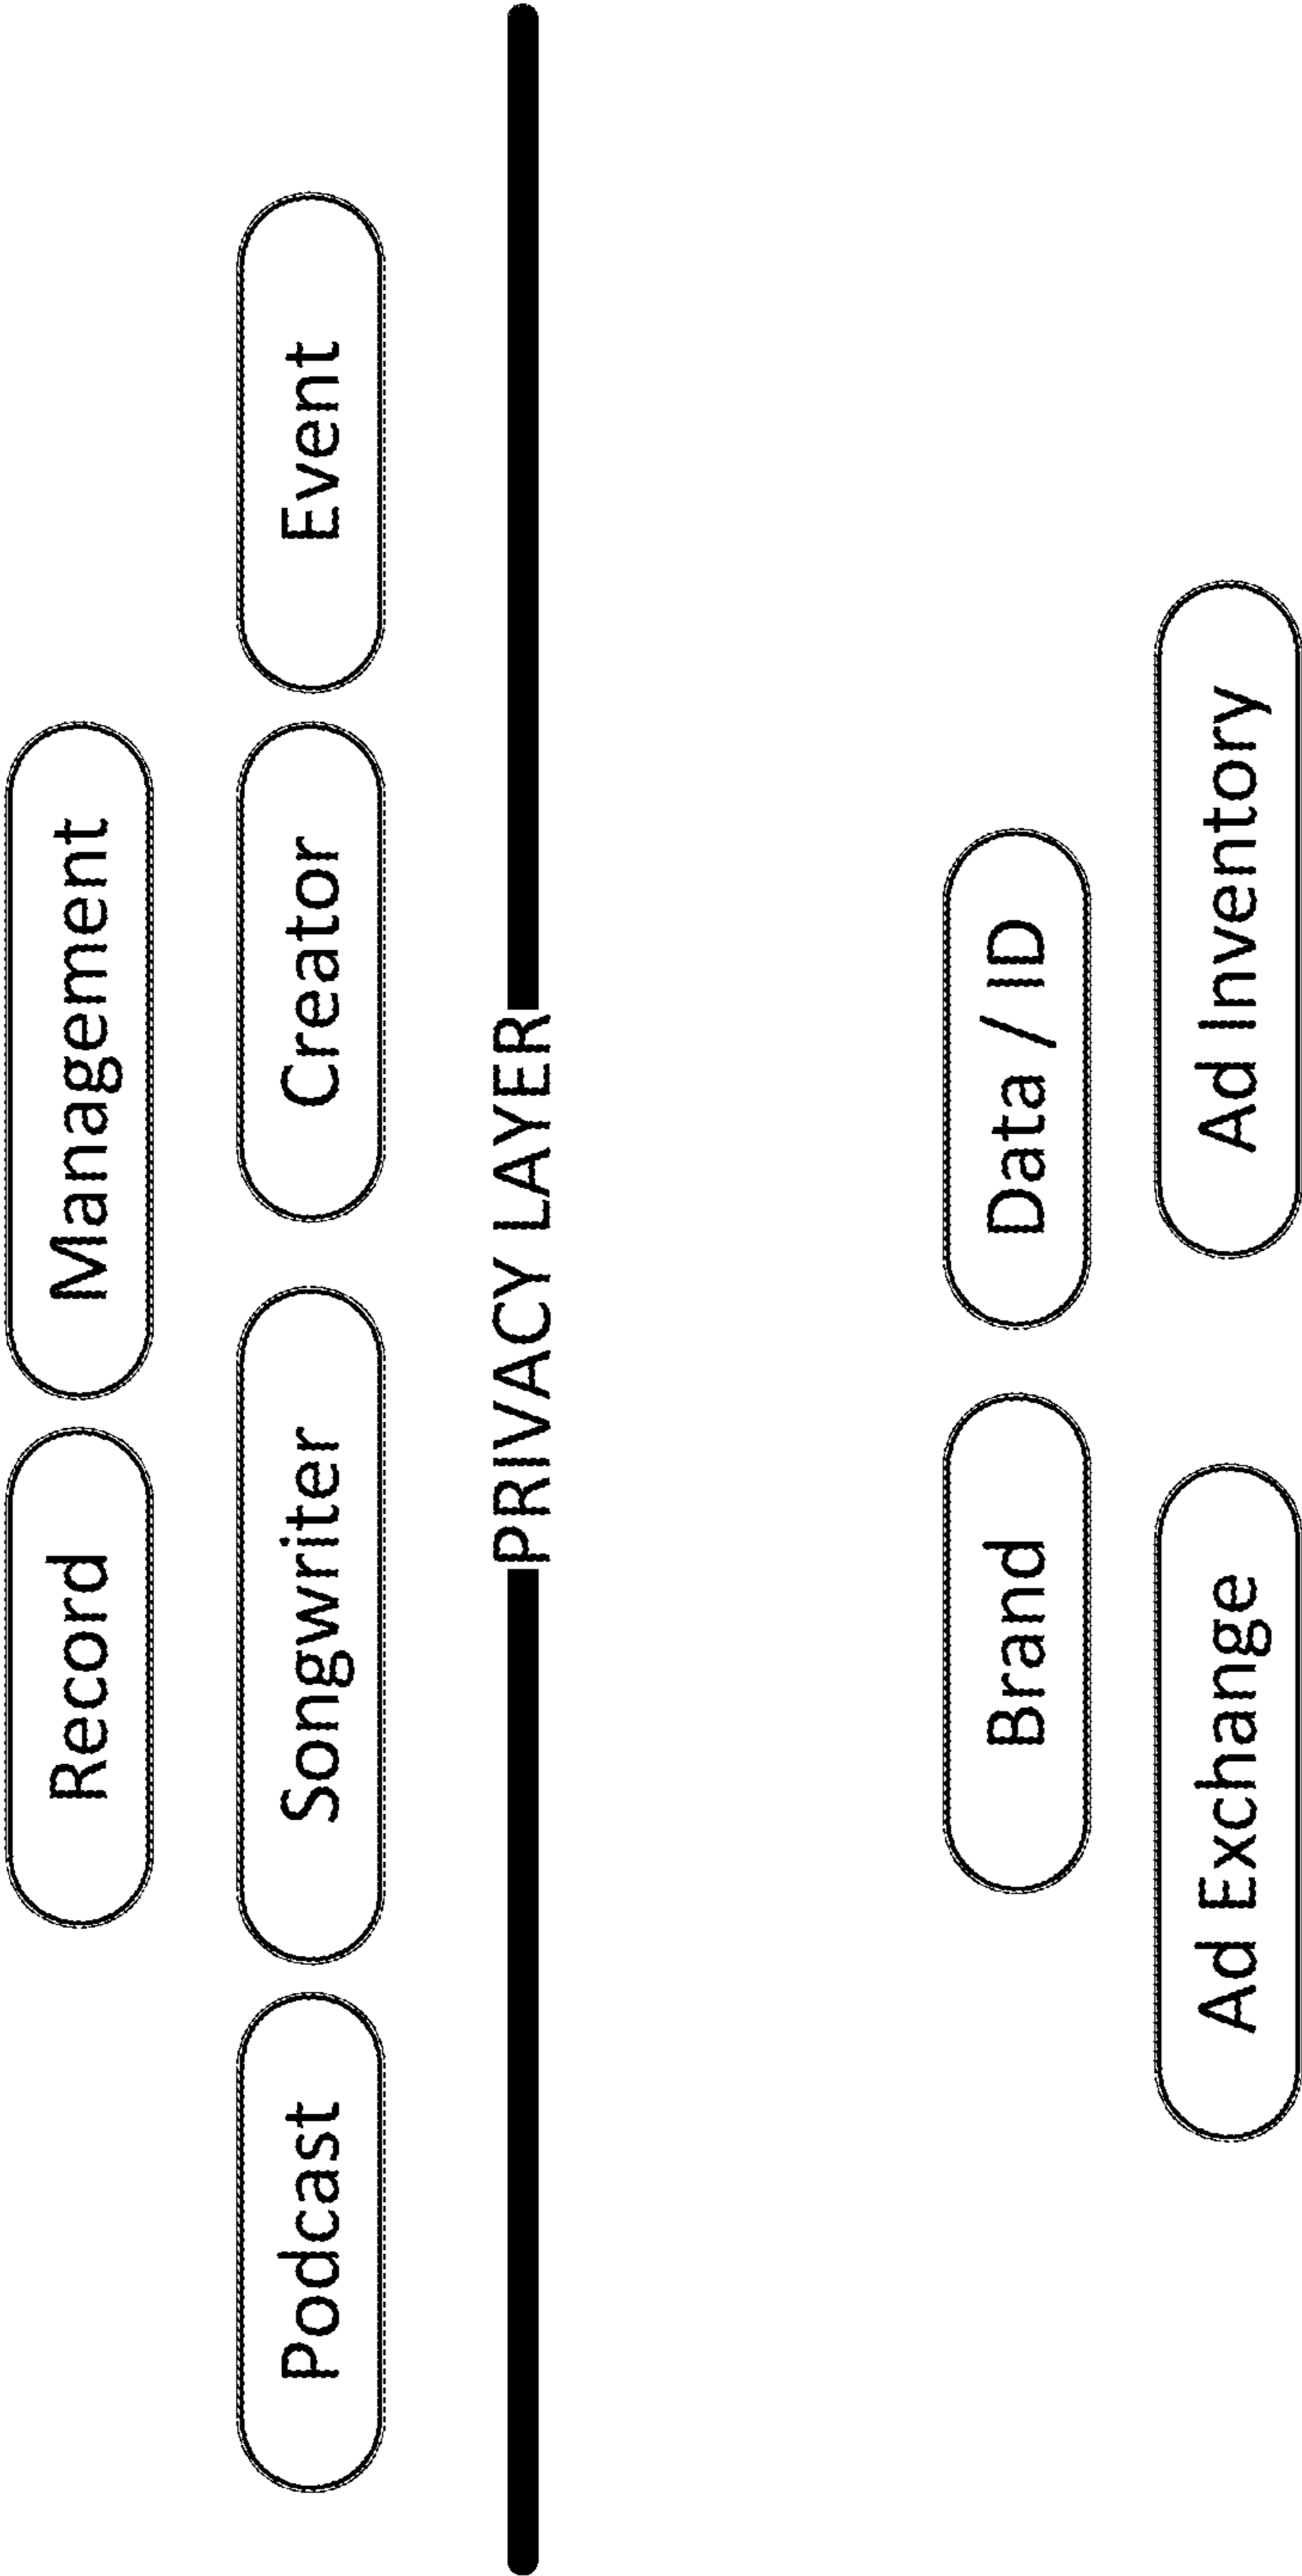 Record Management
Podcast Songwriter Creator Event
PRIVACY LAYER
Brand Data / ID
Ad Exchange Ad Inventory